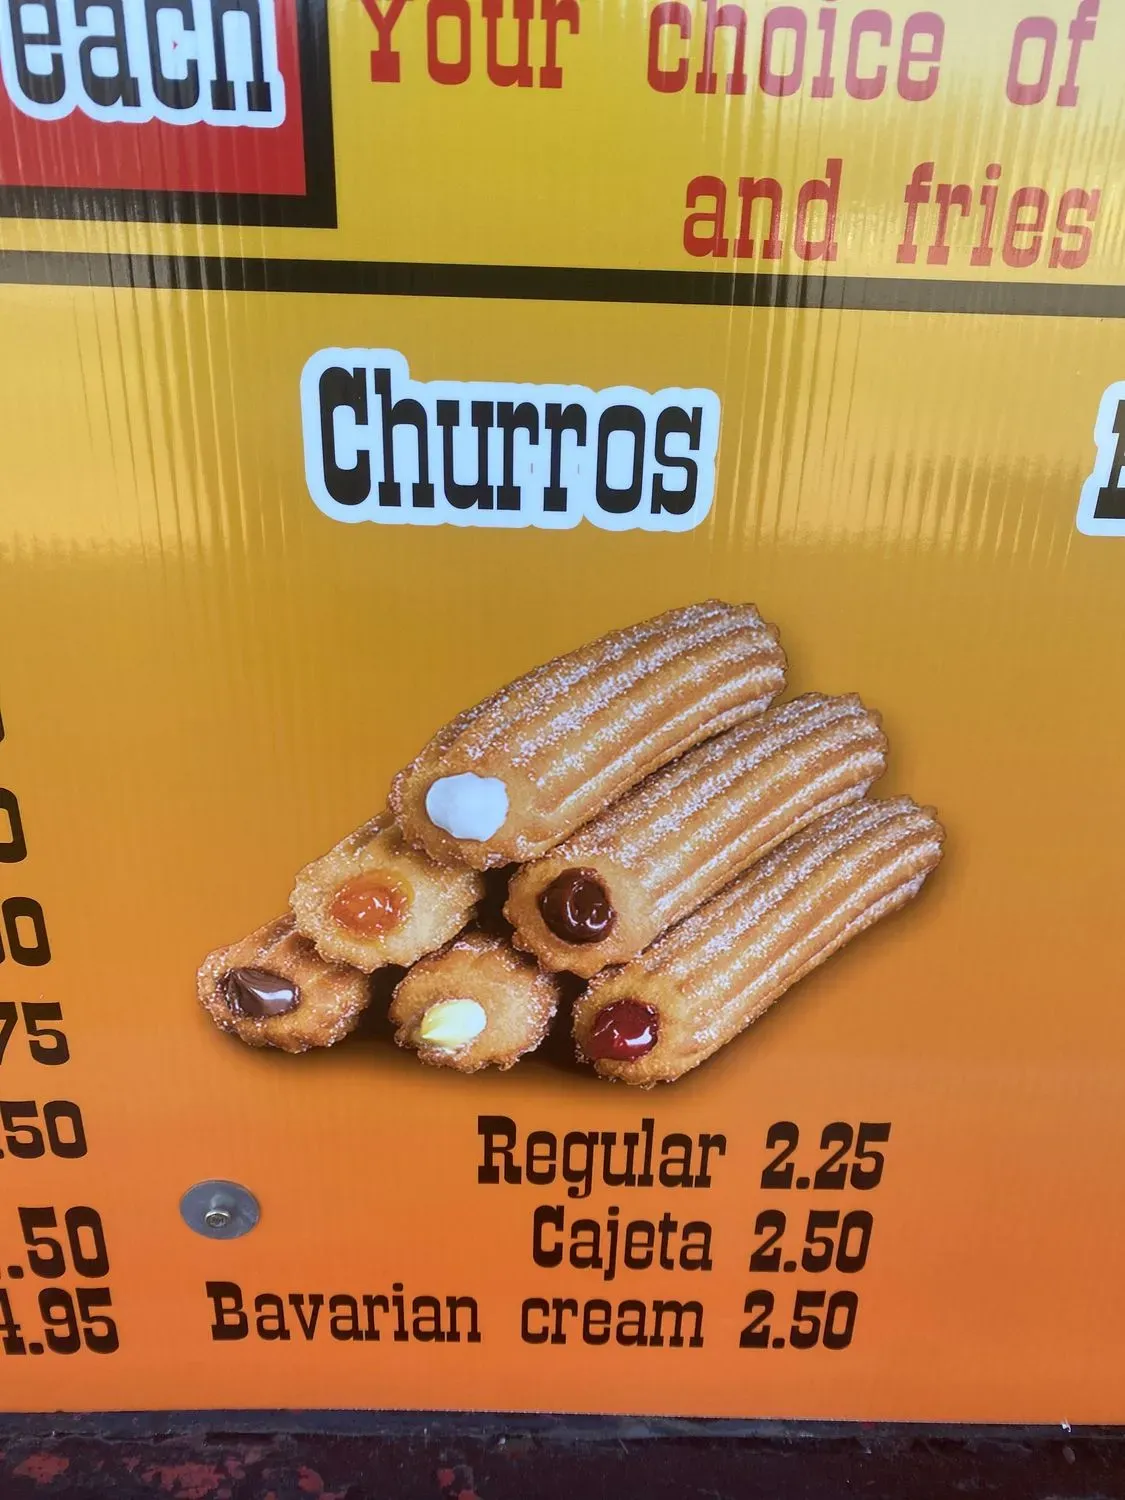 each
Your choice of
and fries
Churros
75
.50
.50
4.95
Regular 2.25
Cajeta 2.50
Bavarian cream 2.50